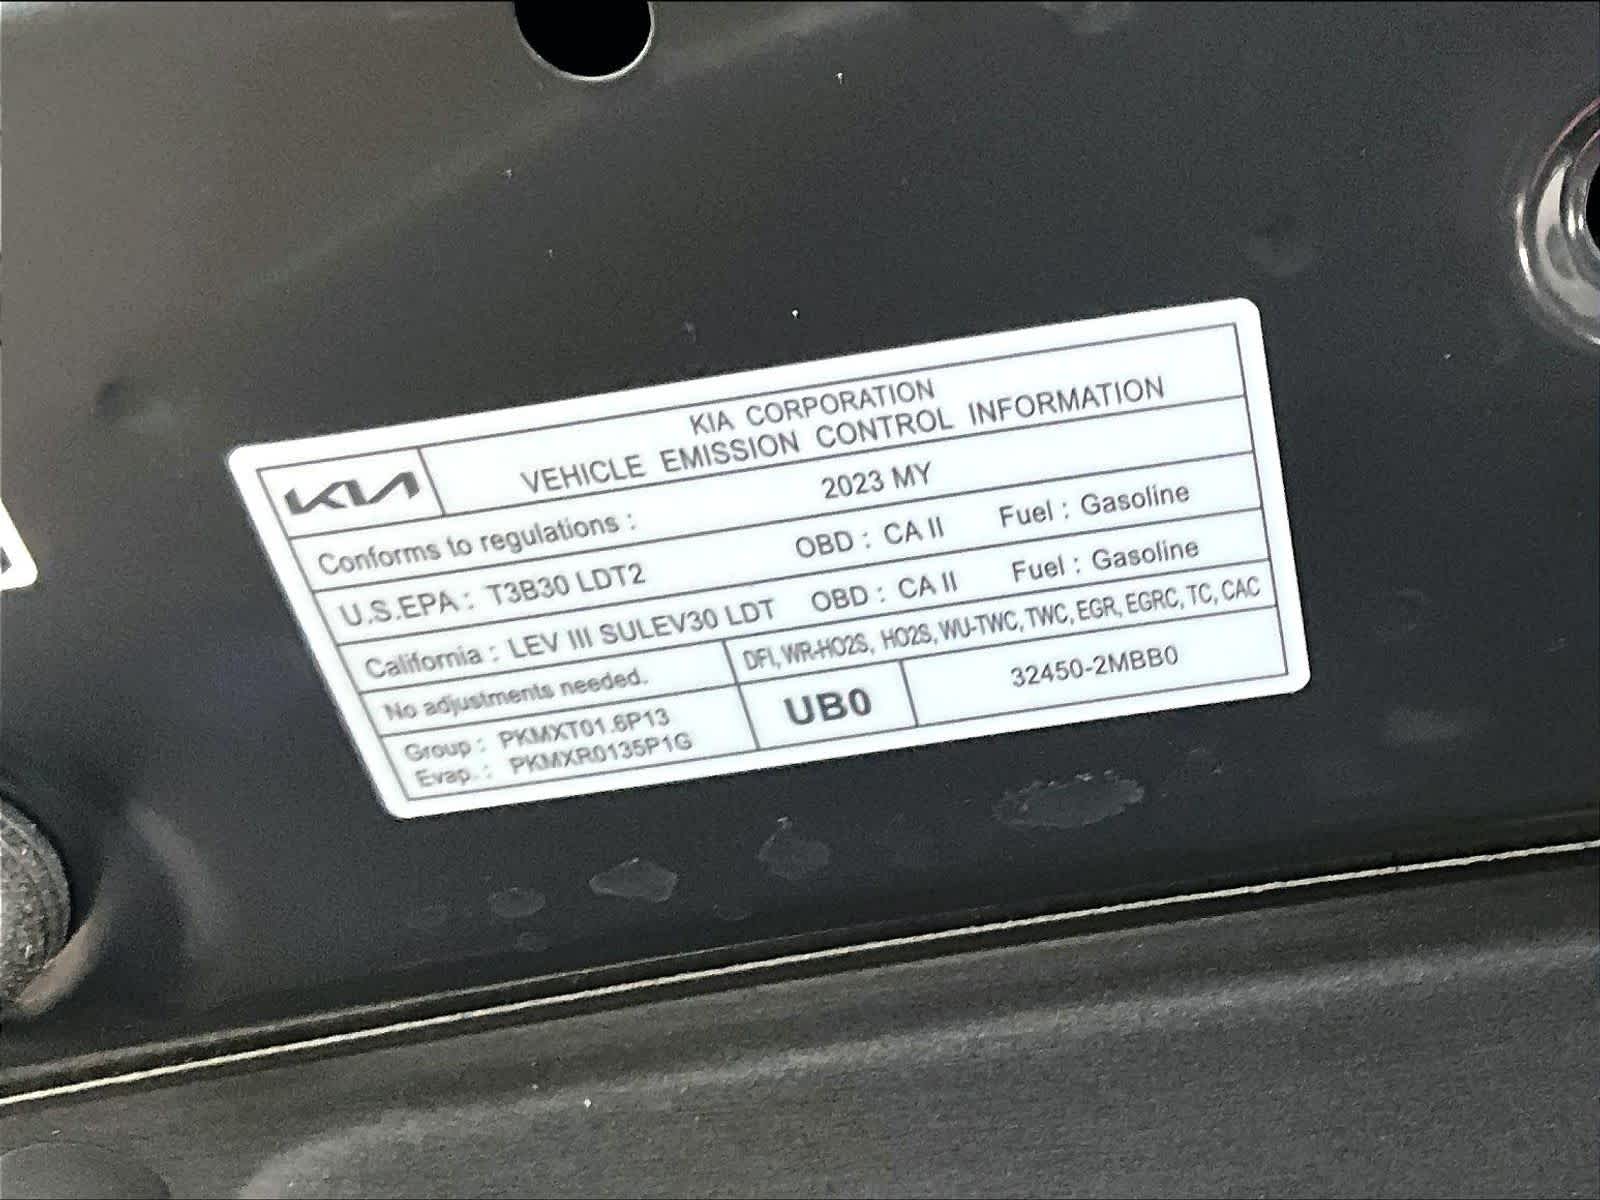 KIA CORPORATION
KIA VEHICLE EMISSION CONTROL INFORMATION
Conforms to regulations : 2023 MY
U.S.EPA : T3B30 LDT2 OBD : CA II Fuel : Gasoline
California : LEV III SULEV30 LDT OBD : CA II Fuel : Gasoline
No adjustments needed. DFI, WR-HO2S, HO2S, WU-TWC, TWC, EGR, EGRC, TC, CAC
Group : PKMXT01.6P13
Evap. : PKMXR0135P1G
UB0
32450-2MBB0